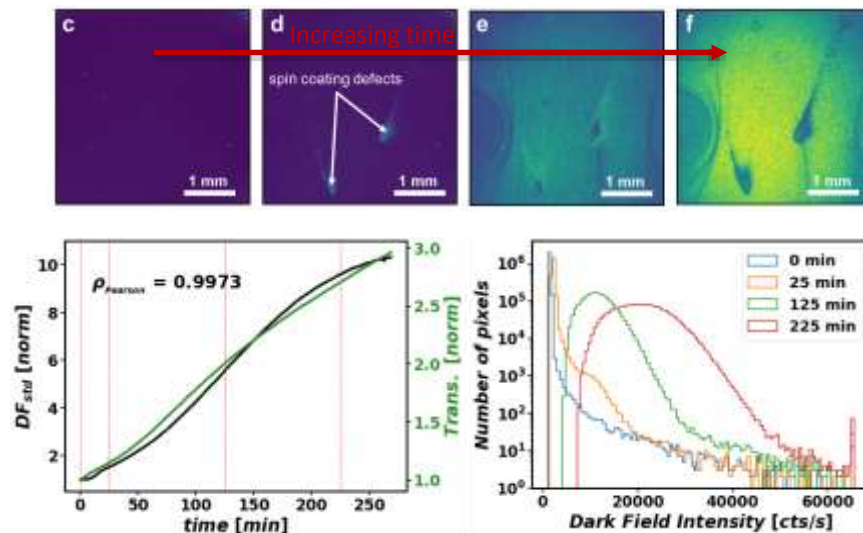 c d e f
Increasing time
spin coating defects
1 mm 1 mm 1 mm 1 mm
ρPearson = 0.9973
DFstd [norm]
10
8
6
4
2
0 50 100 150 200 250
time [min]
3.0
2.5
2.0
1.5
1.0
Trans. [norm]
Number of pixels
10⁶
10⁵
10⁴
10³
10²
10¹
10⁰
0 min
25 min
125 min
225 min
0 20000 40000 60000
Dark Field Intensity [cts/s]